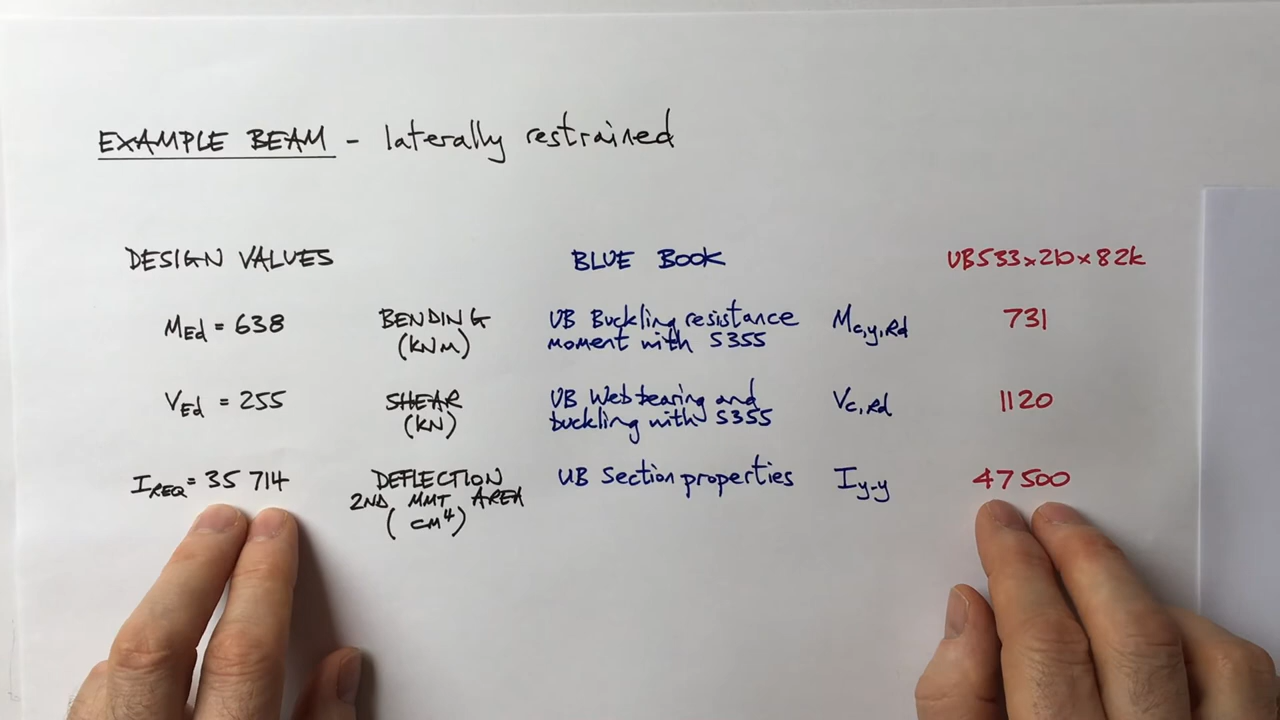 EXAMPLE BEAM - laterally restrained
DESIGN VALUES BLUE BOOK UB533x210x82k
MEd = 638 BENDING UB Buckling resistance Mc,y,Rd 731
(KNM) moment with S355
VEd = 255 SHEAR UB Web bearing and Vc,Rd 1120
(KN) buckling with S355
IREQ = 35 714 DEFLECTION UB Section properties Iy-y 47500
2ND MMT AREA
(cm⁴)